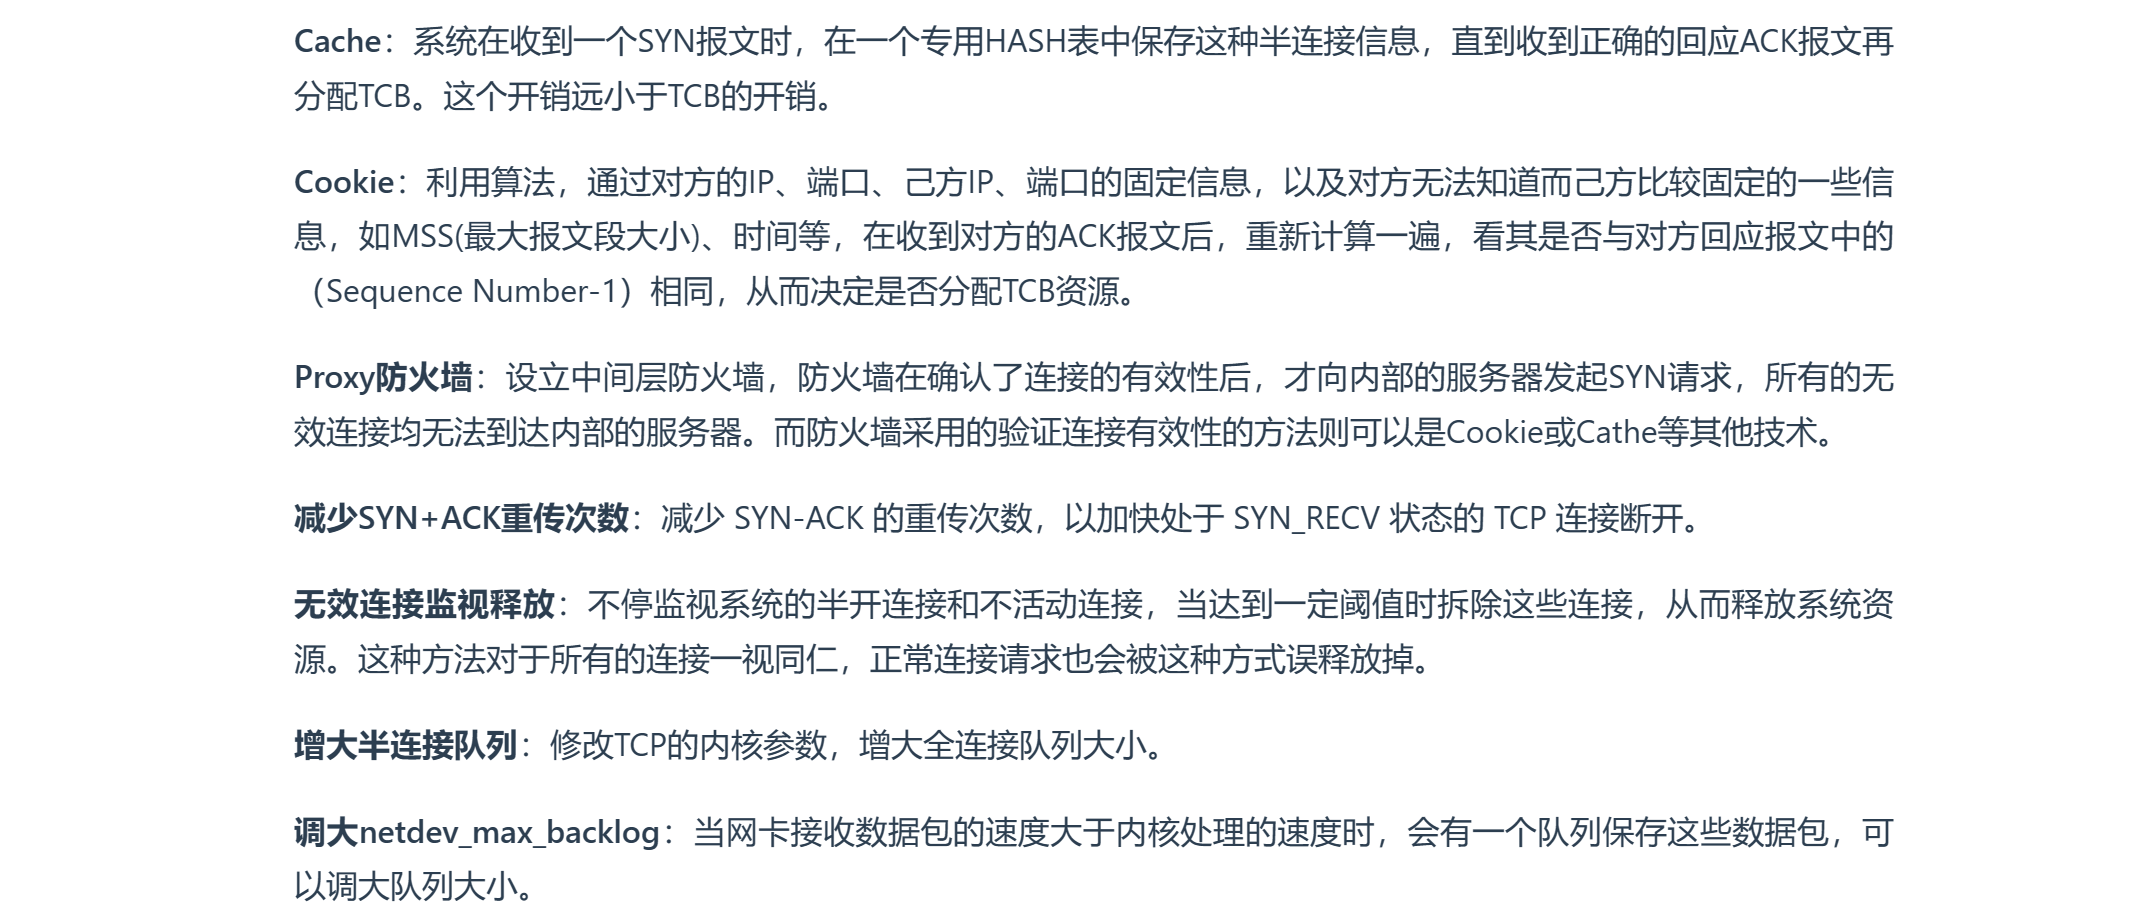 Cache：系统在收到一个SYN报文时，在一个专用HASH表中保存这种半连接信息，直到收到正确的回应ACK报文再
分配TCB。这个开销远小于TCB的开销。
Cookie：利用算法，通过对方的IP、端口、己方IP、端口的固定信息，以及对方无法知道而己方比较固定的一些信
息，如MSS(最大报文段大小)、时间等，在收到对方的ACK报文后，重新计算一遍，看其是否与对方回应报文中的
（Sequence Number-1）相同，从而决定是否分配TCB资源。
Proxy防火墙：设立中间层防火墙，防火墙在确认了连接的有效性后，才向内部的服务器发起SYN请求，所有的无
效连接均无法到达内部的服务器。而防火墙采用的验证连接有效性的方法则可以是Cookie或Cathe等其他技术。
减少SYN+ACK重传次数：减少 SYN-ACK 的重传次数，以加快处于 SYN_RECV 状态的 TCP 连接断开。
无效连接监视释放：不停监视系统的半开连接和不活动连接，当达到一定阈值时拆除这些连接，从而释放系统资
源。这种方法对于所有的连接一视同仁，正常连接请求也会被这种方式误释放掉。
增大半连接队列：修改TCP的内核参数，增大全连接队列大小。
调大netdev_max_backlog：当网卡接收数据包的速度大于内核处理的速度时，会有一个队列保存这些数据包，可
以调大队列大小。